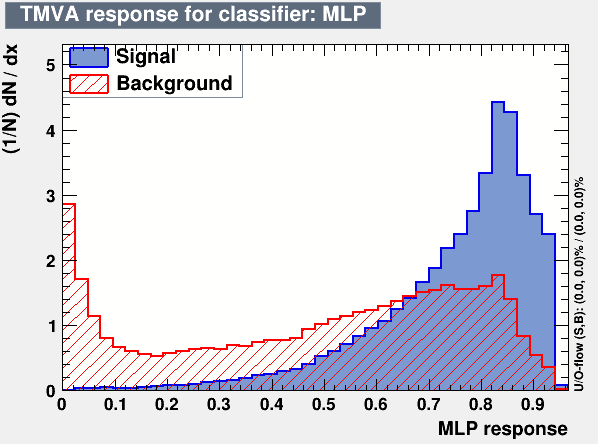 TMVA response for classifier: MLP
Signal
Background
(1/N) dN / dx
5
4
3
2
1
0
0 0.1 0.2 0.3 0.4 0.5 0.6 0.7 0.8 0.9
MLP response
U/O-flow (S,B): (0.0, 0.0)% / (0.0, 0.0)%